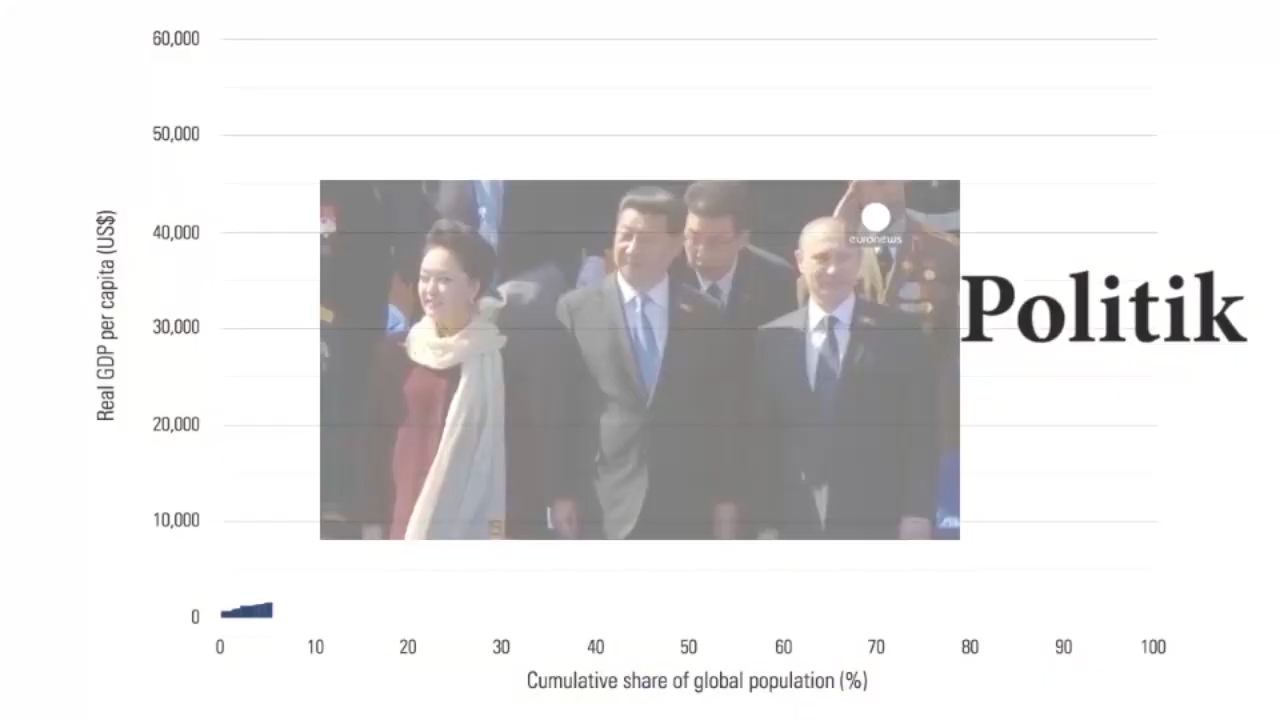 60,000
50,000
40,000
30,000
20,000
10,000
0
Real GDP per capita (US$)
euronews
Politik
0 10 20 30 40 50 60 70 80 90 100
Cumulative share of global population (%)